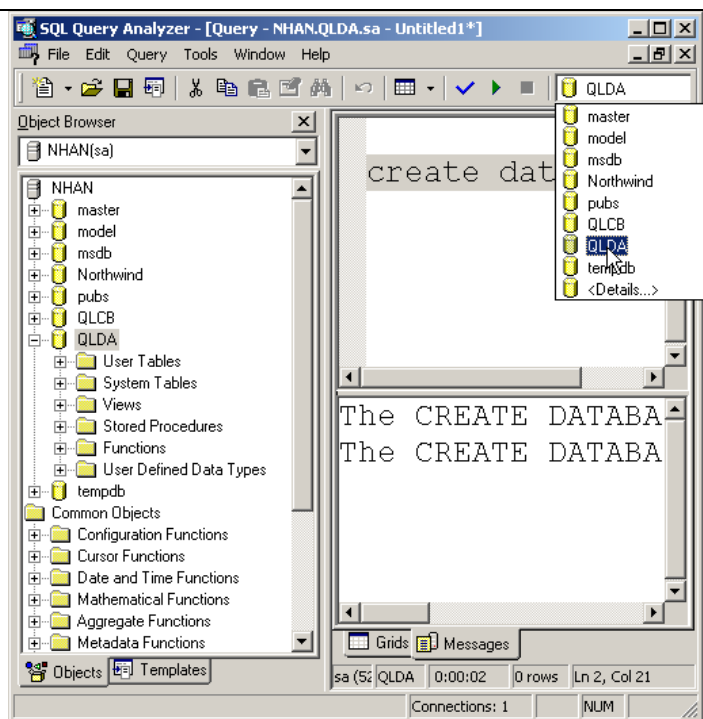 SQL Query Analyzer - [Query - NHAN.QLDA.sa - Untitled1*]
File Edit Query Tools Window Help
QLDA
master
model
msdb
Northwind
pubs
QLCB
QLDA
tempdb
<Details...>
Object Browser
NHAN(sa)
NHAN
master
model
msdb
Northwind
pubs
QLCB
QLDA
User Tables
System Tables
Views
Stored Procedures
Functions
User Defined Data Types
tempdb
Common Objects
Configuration Functions
Cursor Functions
Date and Time Functions
Mathematical Functions
Aggregate Functions
Metadata Functions
Objects Templates
create dat
The CREATE DATABA
The CREATE DATABA
Grids Messages
sa (52 QLDA 0:00:02 0 rows Ln 2, Col 21
Connections: 1 NUM